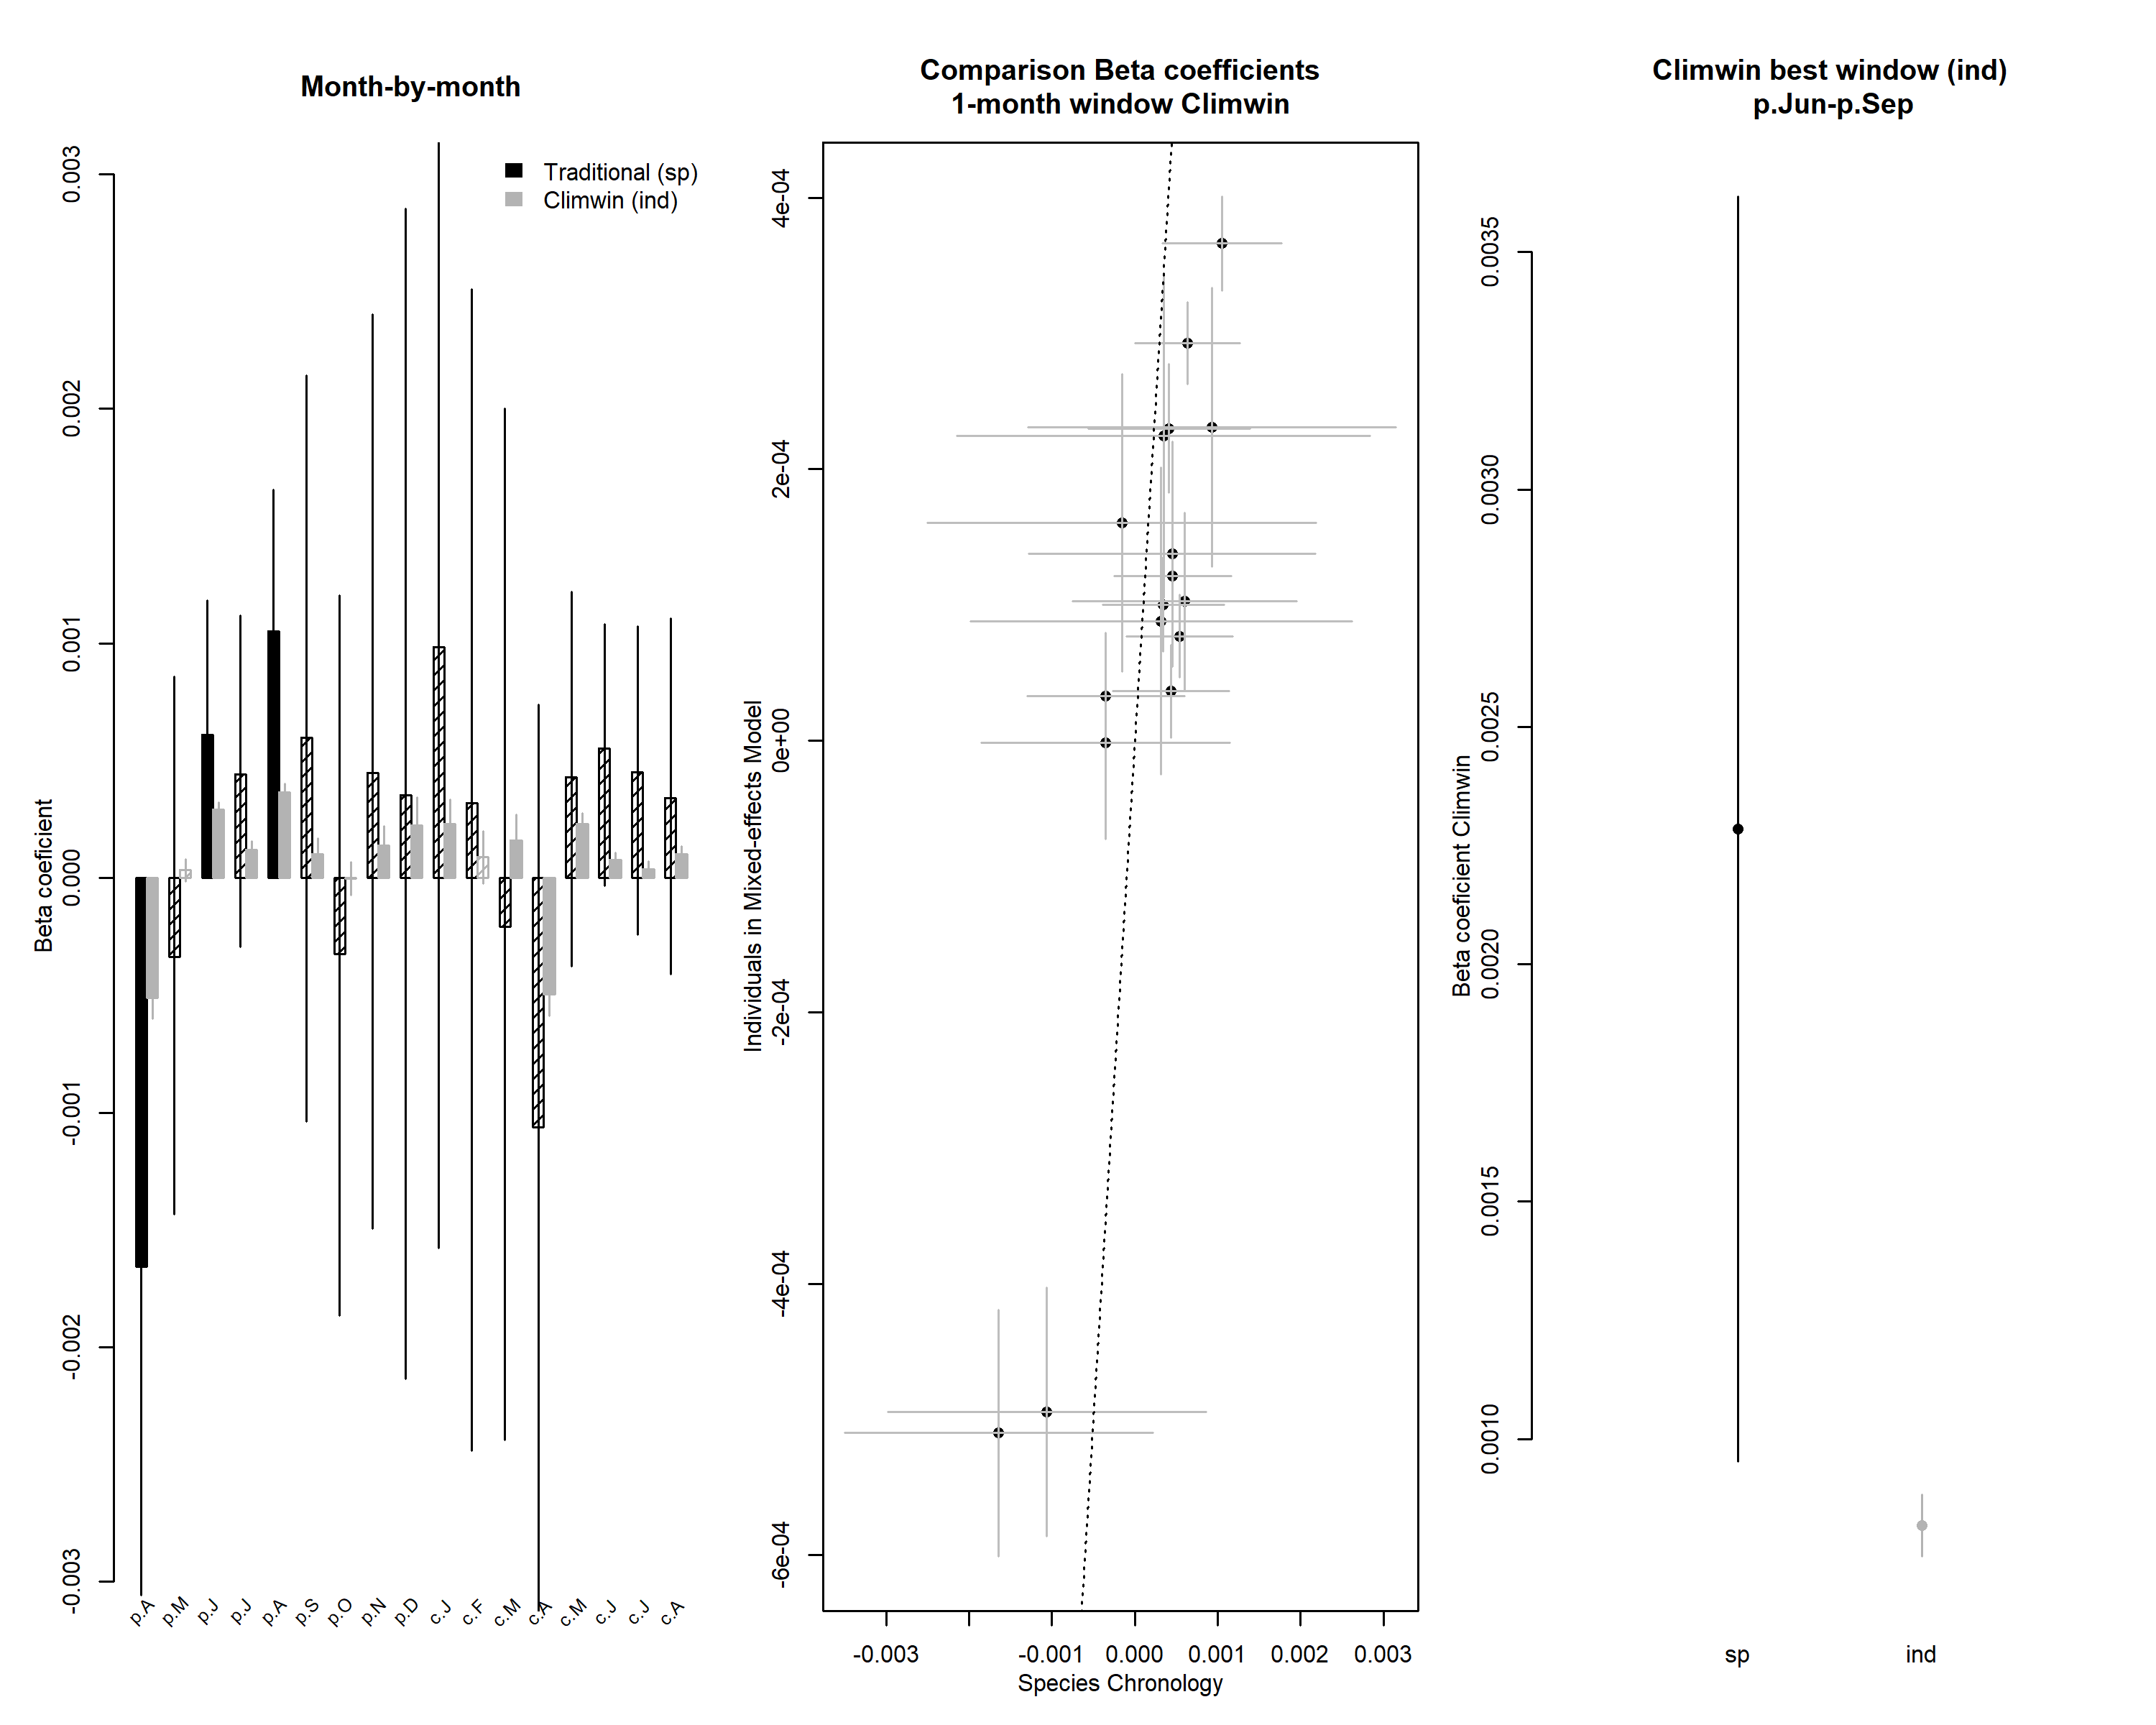 Month-by-month
Traditional (sp)
Climwin (ind)
Beta coeficient
0.003
0.002
0.001
0.000
-0.001
-0.002
-0.003
p.A
p.M
p.J
p.J
p.A
p.S
p.O
p.N
p.D
c.J
c.F
c.M
c.A
c.M
c.J
c.J
c.A
Comparison Beta coefficients
1-month window Climwin
Individuals in Mixed-effects Model
4e-04
2e-04
0e+00
-2e-04
-4e-04
-6e-04
-0.003 -0.001 0.000 0.001 0.002 0.003
Species Chronology
Climwin best window (ind)
p.Jun-p.Sep
Beta coeficient Climwin
0.0035
0.0030
0.0025
0.0020
0.0015
0.0010
sp ind